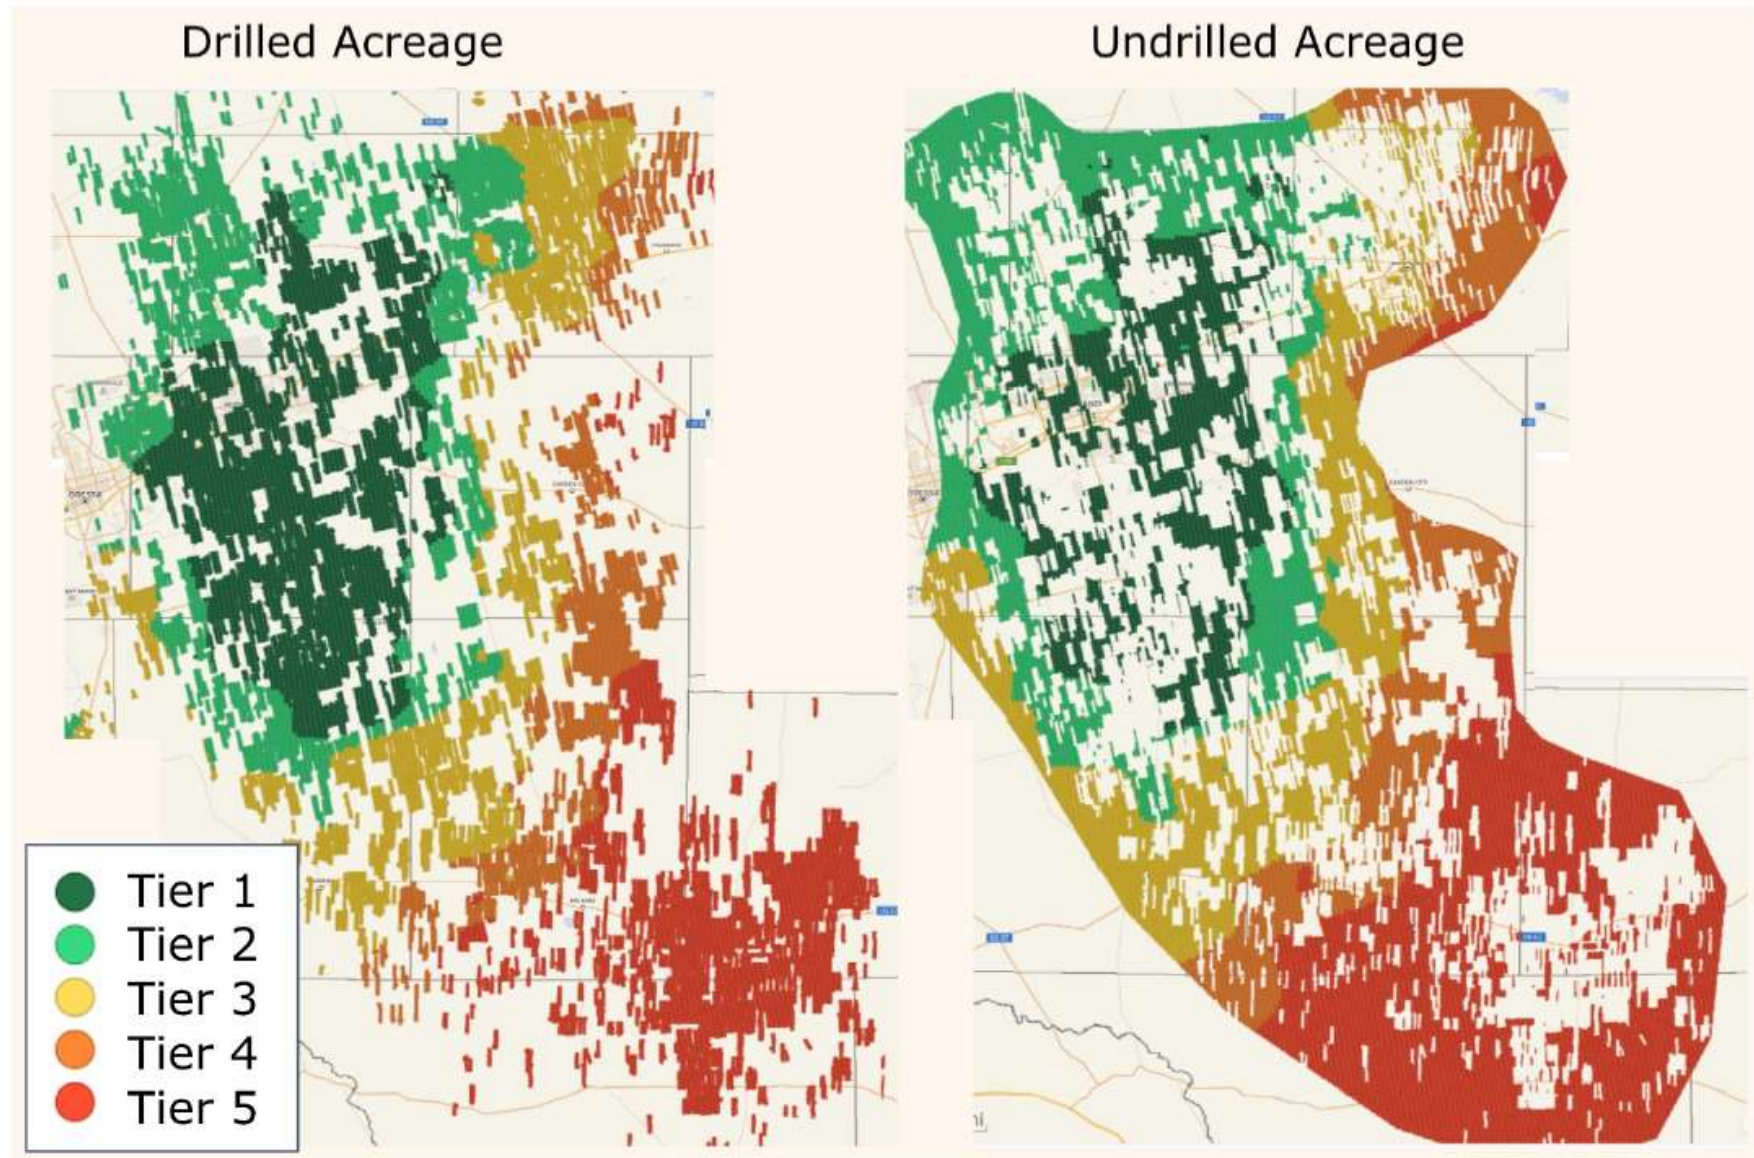 Drilled Acreage
Undrilled Acreage
Tier 1
Tier 2
Tier 3
Tier 4
Tier 5